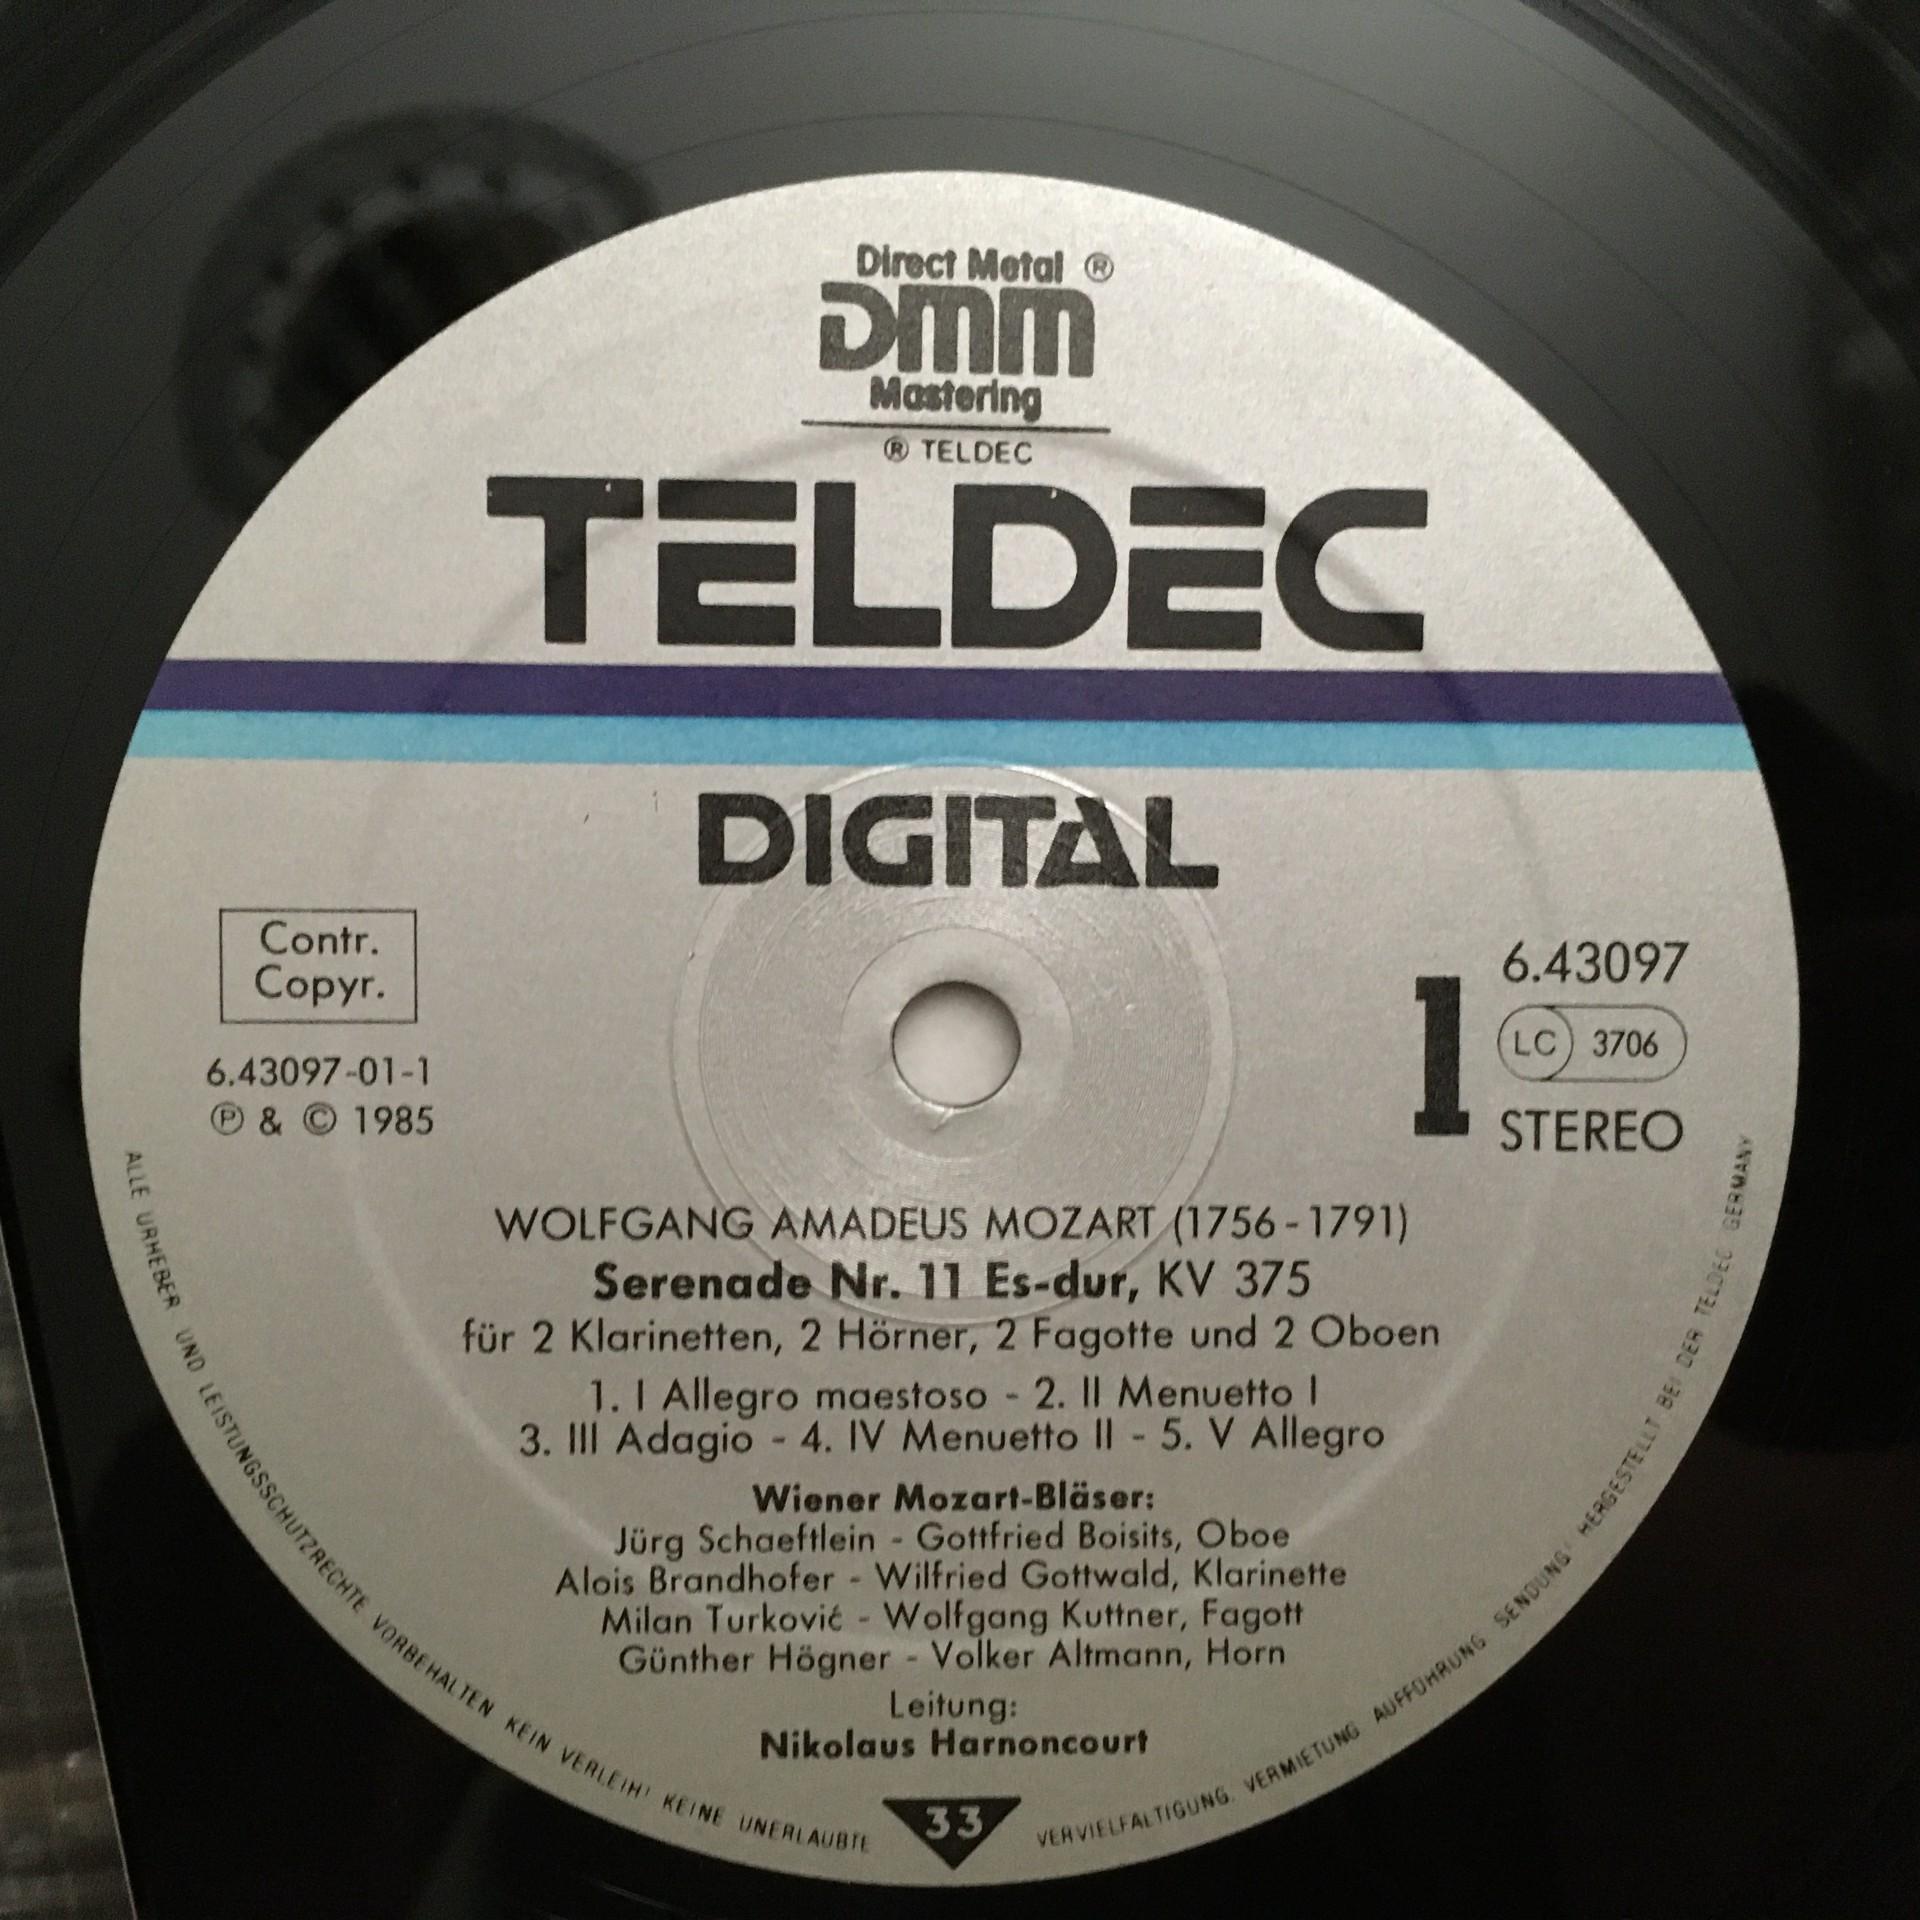 Direct Metal ®
DMM
Mastering
® TELDEC
TELDEC
DIGITAL
Contr.
Copyr.
6.43097-01-1
℗ & © 1985
1
6.43097
LC 3706
STEREO
WOLFGANG AMADEUS MOZART (1756-1791)
Serenade Nr. 11 Es-dur, KV 375
für 2 Klarinetten, 2 Hörner, 2 Fagotte und 2 Oboen
1. I Allegro maestoso - 2. II Menuetto I
3. III Adagio - 4. IV Menuetto II - 5. V Allegro
Wiener Mozart-Bläser:
Jürg Schaeftlein - Gottfried Boisits, Oboe
Alois Brandhofer - Wilfried Gottwald, Klarinette
Milan Turković - Wolfgang Kuttner, Fagott
Günther Högner - Volker Altmann, Horn
Leitung:
Nikolaus Harnoncourt
33
ALLE URHEBER UND LEISTUNGSSCHUTZRECHTE VORBEHALTEN KEIN VERLEIH! KEINE UNERLAUBTE VERVIELFÄLTIGUNG, VERMIETUNG AUFFÜHRUNG SENDUNG! HERGESTELLT BEI DER TELDEC GERMANY